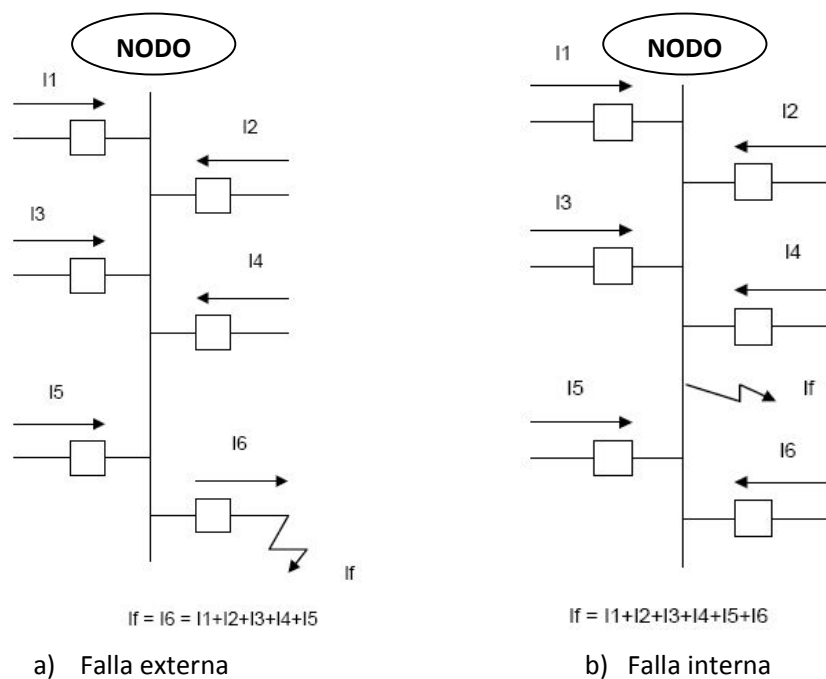 NODO
I1
I2
I3
I4
I5
I6
If
If = I6 = I1+I2+I3+I4+I5
a) Falla externa
NODO
I1
I2
I3
I4
If
I5
I6
If = I1+I2+I3+I4+I5+I6
b) Falla interna